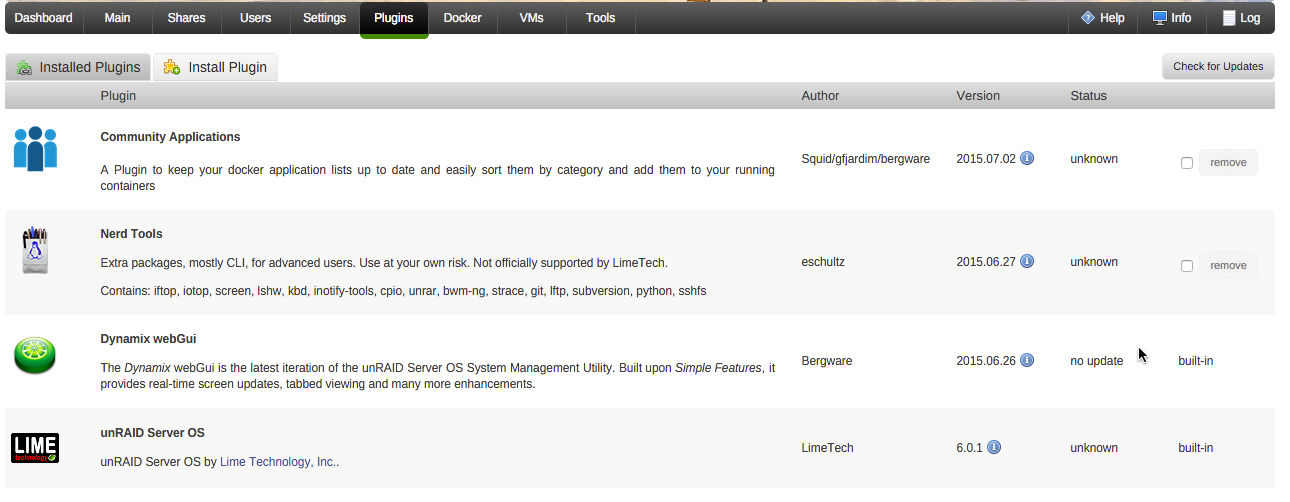 Dashboard Main Shares Users Settings Plugins Docker VMs Tools Help Info Log
Installed Plugins Install Plugin Check for Updates
Plugin Author Version Status
Community Applications
A Plugin to keep your docker application lists up to date and easily sort them by category and add them to your running
containers
Squid/gfjardim/bergware 2015.07.02 unknown remove
Nerd Tools
Extra packages, mostly CLI, for advanced users. Use at your own risk. Not officially supported by LimeTech.
Contains: iftop, iotop, screen, lshw, kbd, inotify-tools, cpio, unrar, bwm-ng, strace, git, lftp, subversion, python, sshfs
eschultz 2015.06.27 unknown remove
Dynamix webGui
The Dynamix webGui is the latest iteration of the unRAID Server OS System Management Utility. Built upon Simple Features, it
provides real-time screen updates, tabbed viewing and many more enhancements.
Bergware 2015.06.26 no update built-in
LIME
technology
unRAID Server OS
unRAID Server OS by Lime Technology, Inc..
LimeTech 6.0.1 unknown built-in